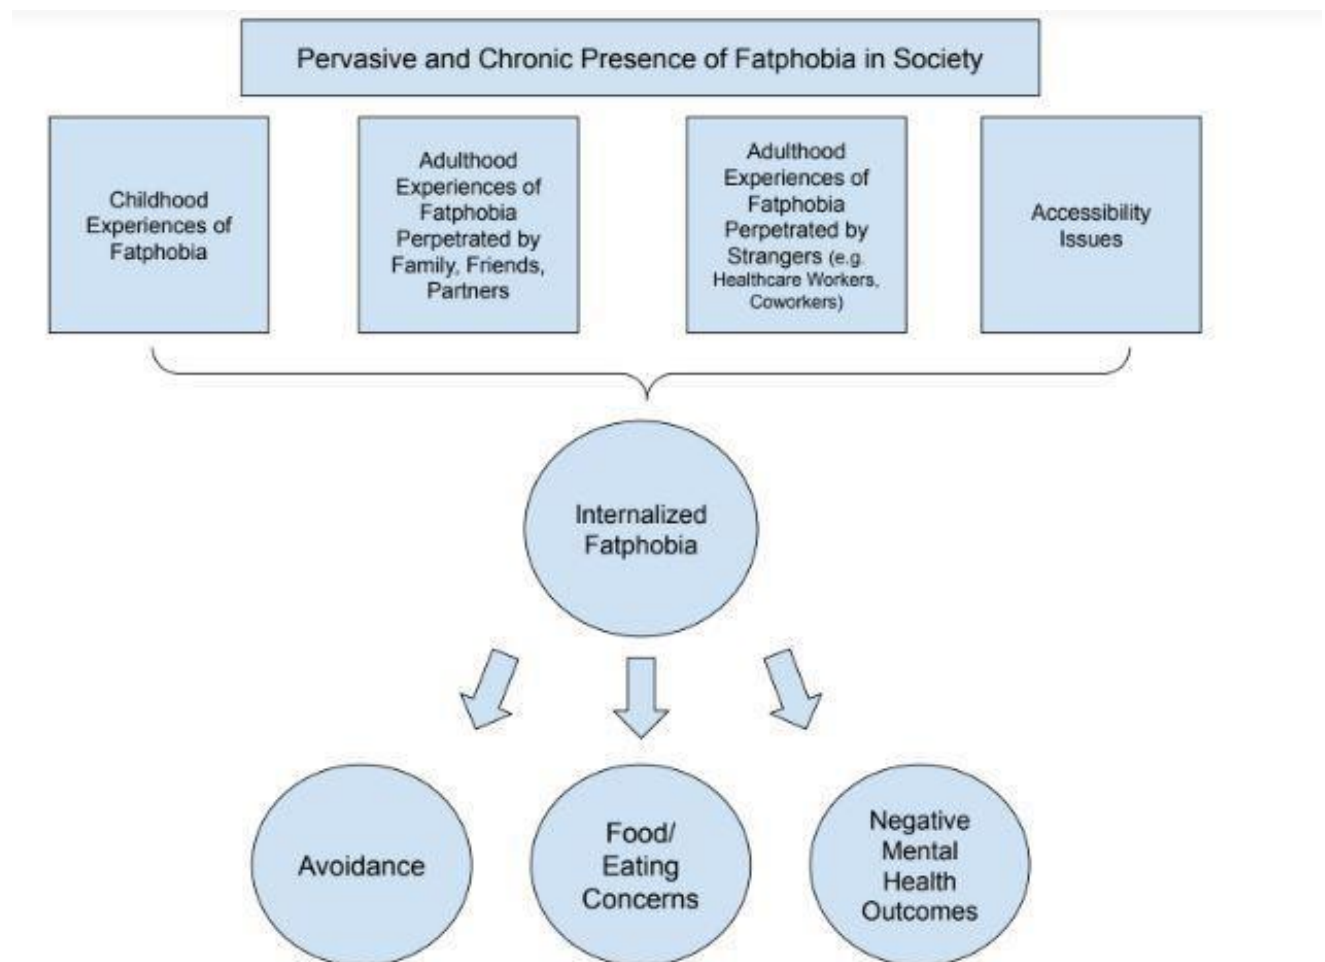 Pervasive and Chronic Presence of Fatphobia in Society
Childhood
Experiences of
Fatphobia
Adulthood
Experiences of
Fatphobia
Perpetrated by
Family, Friends,
Partners
Adulthood
Experiences of
Fatphobia
Perpetrated by
Strangers (e.g.
Healthcare Workers,
Coworkers)
Accessibility
Issues
Internalized
Fatphobia
Avoidance
Food/
Eating
Concerns
Negative
Mental
Health
Outcomes